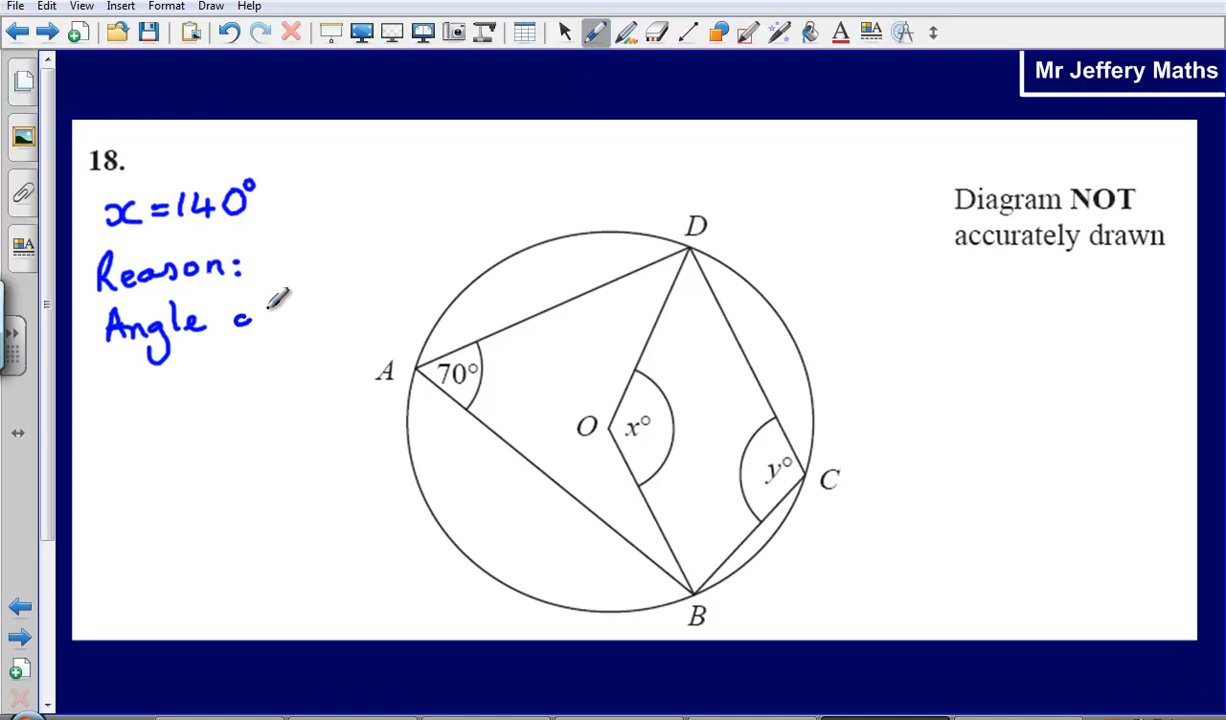 File Edit View Insert Format Draw Help
Mr Jeffery Maths
18.
x = 140°
Reason:
Angle a
Diagram NOT
accurately drawn
D
A
70°
O
x°
y°
C
B